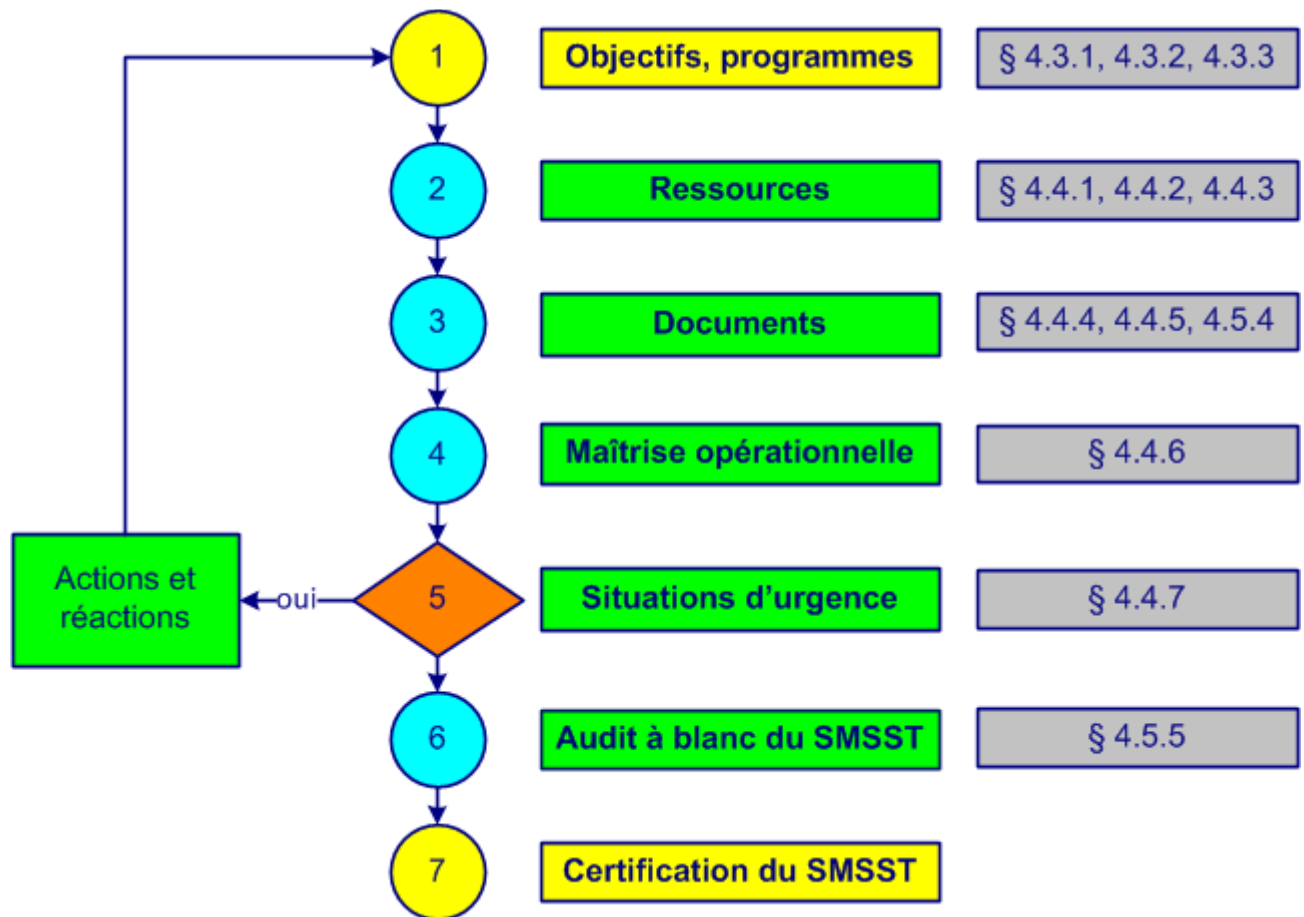 1
Objectifs, programmes
§ 4.3.1, 4.3.2, 4.3.3
2
Ressources
§ 4.4.1, 4.4.2, 4.4.3
3
Documents
§ 4.4.4, 4.4.5, 4.5.4
4
Maîtrise opérationnelle
§ 4.4.6
Actions et
réactions
oui
5
Situations d’urgence
§ 4.4.7
6
Audit à blanc du SMSST
§ 4.5.5
7
Certification du SMSST